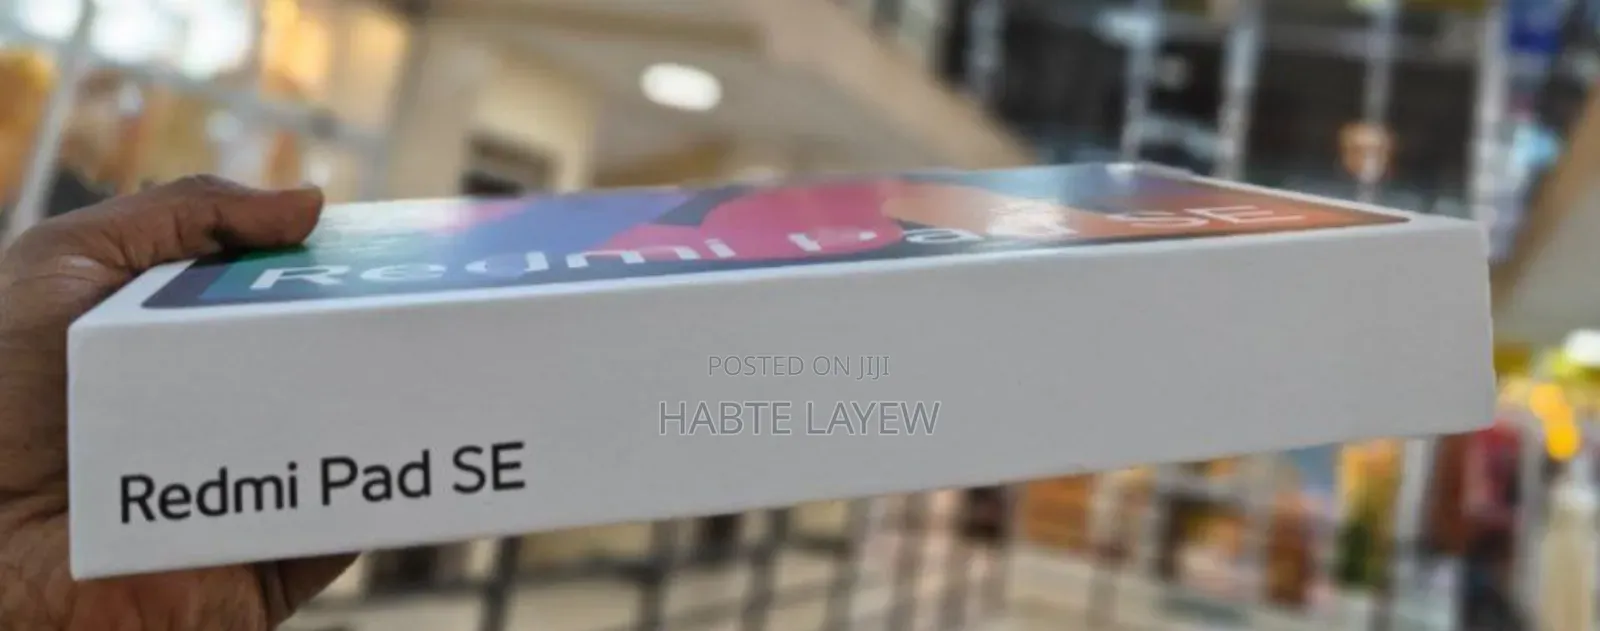 Redmi Pad SE
POSTED ON JIJI
HABTE LAYEW
Redmi Pad SE